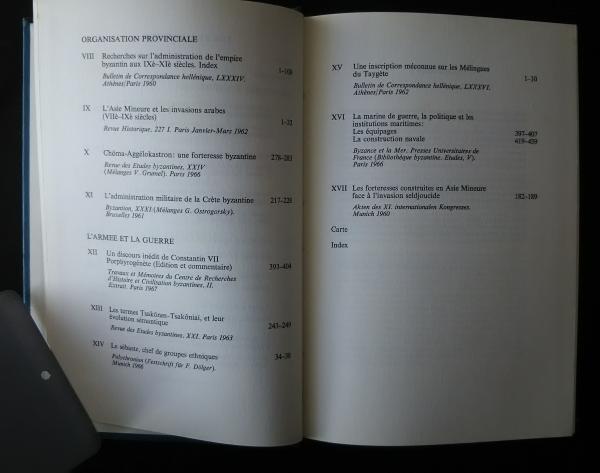 ORGANISATION PROVINCIALE
VIII Recherches sur l'administration de l'empire
byzantin aux IXè-XIè siècles. Index 1-109
Bulletin de Correspondance hellénique, LXXXIV.
Athènes/Paris 1960
IX L'Asie Mineure et les invasions arabes
(VIIè-IXè siècles) 1-32
Revue Historique, 227 I. Paris Janvier-Mars 1962
X Chôma-Aggélokastron: une forteresse byzantine 278-283
Revue des Etudes byzantines, XXIV
(Mélanges V. Grumel). Paris 1966
XI L'administration militaire de la Crète byzantine 217-228
Byzantion, XXXI (Mélanges G. Ostrogorsky).
Bruxelles 1961
L'ARMEE ET LA GUERRE
XII Un discours inédit de Constantin VII
Porphyrogénète (Edition et commentaire) 393-404
Travaux et Mémoires du Centre de Recherches
d'Histoire et Civilisation byzantines, II.
Extrait. Paris 1967
XIII Les termes Tsakônes-Tsakôniai, et leur
évolution sémantique 243-249
Revue des Etudes byzantines, XXI. Paris 1963
XIV Le sébaste, chef de groupes ethniques 34-38
Polychronion (Festschrift für F. Dölger).
Munich 1966
XV Une inscription méconnue sur les Mélingues
du Taygète 1-10
Bulletin de Correspondance hellénique, LXXXVI.
Athènes/Paris 1962
XVI La marine de guerre, la politique et les
institutions maritimes:
Les équipages 397-407
La construction navale 419-439
Byzance et la Mer. Presses Universitaires de
France (Bibliothèque byzantine. Etudes, V).
Paris 1966
XVII Les forteresses construites en Asie Mineure
face à l'invasion seldjoucide 182-189
Akten des XI. internationalen Kongresses.
Munich 1960
Carte
Index